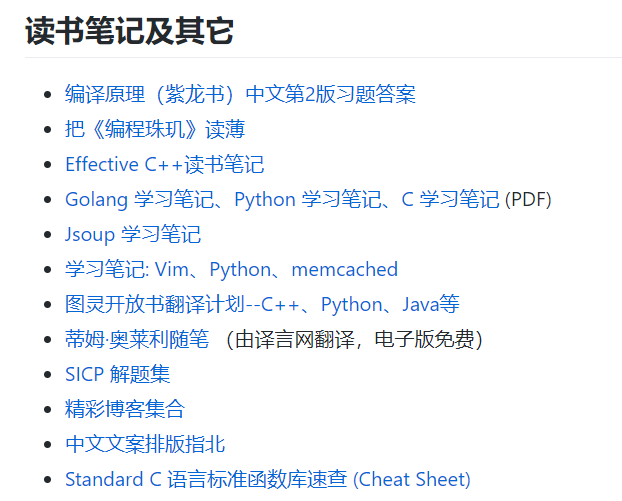 读书笔记及其它
编译原理（紫龙书）中文第2版习题答案
把《编程珠玑》读薄
Effective C++读书笔记
Golang 学习笔记、Python 学习笔记、C 学习笔记 (PDF)
Jsoup 学习笔记
学习笔记: Vim、Python、memcached
图灵开放书翻译计划--C++、Python、Java等
蒂姆·奥莱利随笔 （由译言网翻译，电子版免费）
SICP 解题集
精彩博客集合
中文文案排版指北
Standard C 语言标准函数库速查 (Cheat Sheet)